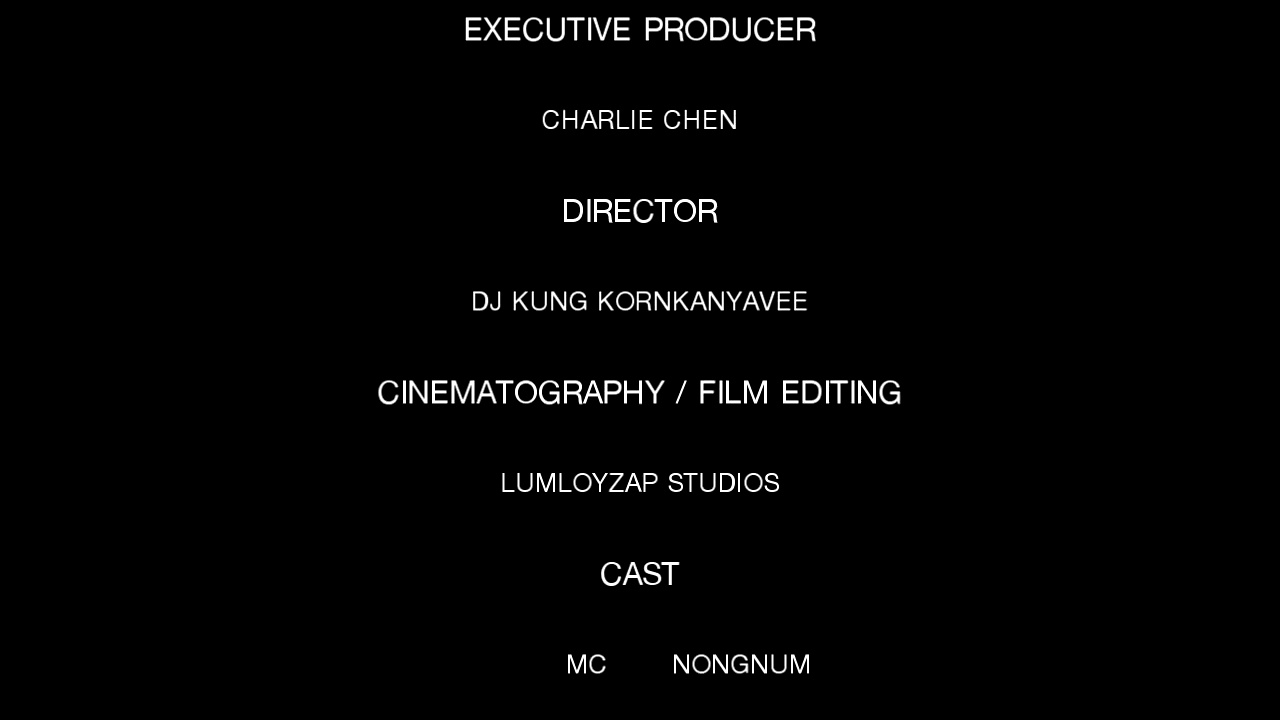 EXECUTIVE PRODUCER
CHARLIE CHEN
DIRECTOR
DJ KUNG KORNKANYAVEE
CINEMATOGRAPHY / FILM EDITING
LUMLOYZAP STUDIOS
CAST
MC NONGNUM